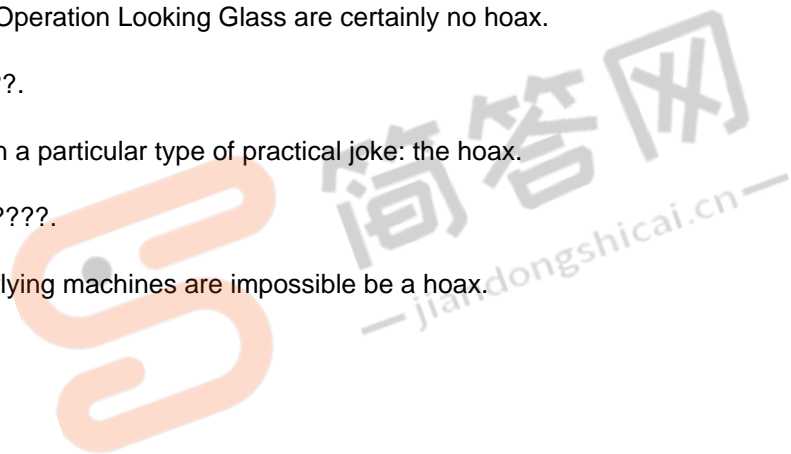 Operation Looking Glass are certainly no hoax.
??.
a particular type of practical joke: the hoax.
????.
lying machines are impossible be a hoax.
简答网
jiandongshicai.cn